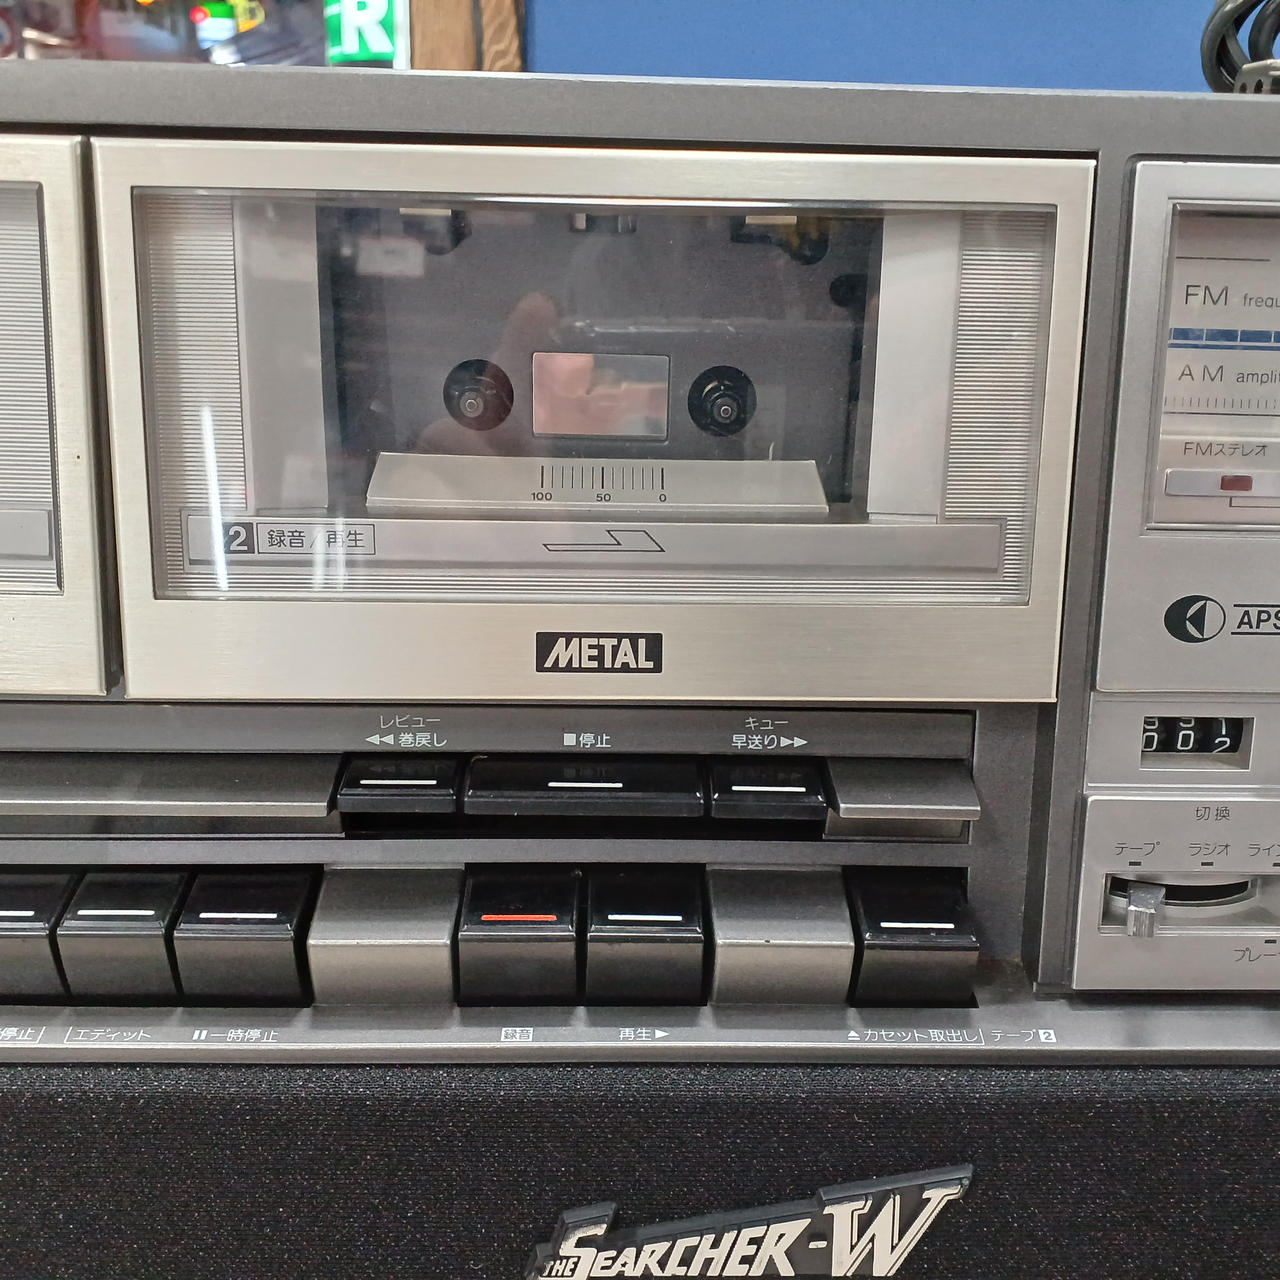 R
FM
AM
FMステレオ
100 50 0
2 録音/再生
METAL
レビュー
◀◀巻戻し
■停止
キュー
早送り▶▶
切換
テープ
ラジオ
停止
エディット
❚❚一時停止
録音
再生▶
▲カセット取出し
テープ2
THE SEARCHER-W